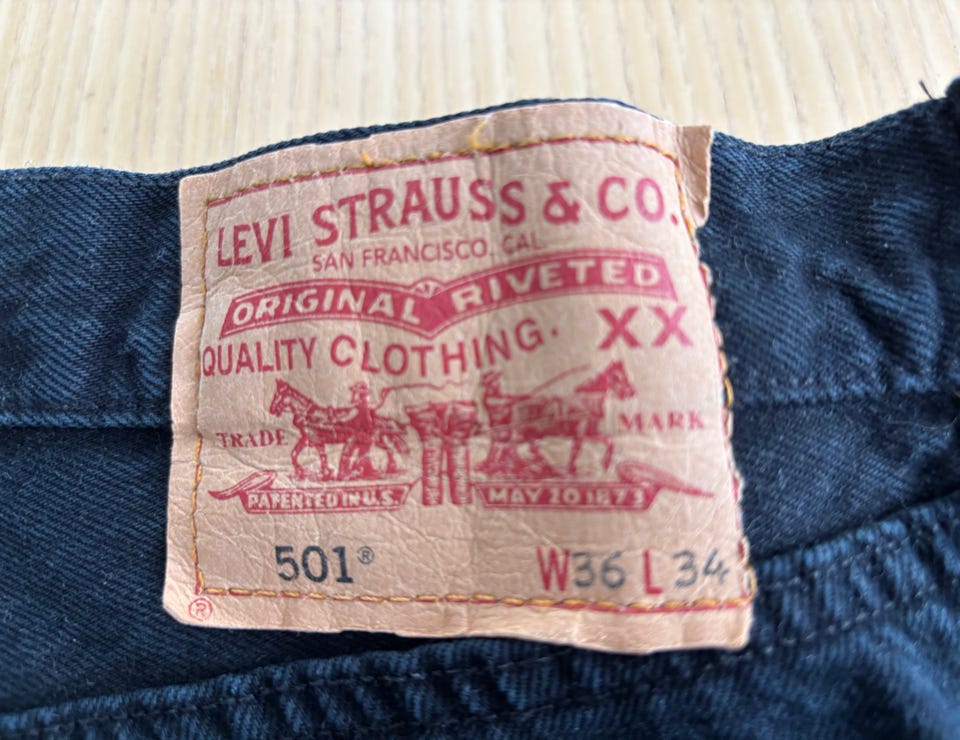 LEVI STRAUSS & CO.
SAN FRANCISCO, CAL.
ORIGINAL RIVETED
QUALITY CLOTHING. XX
TRADE MARK
PATENTED IN U.S. MAY 20 1873
501® W36 L34
®